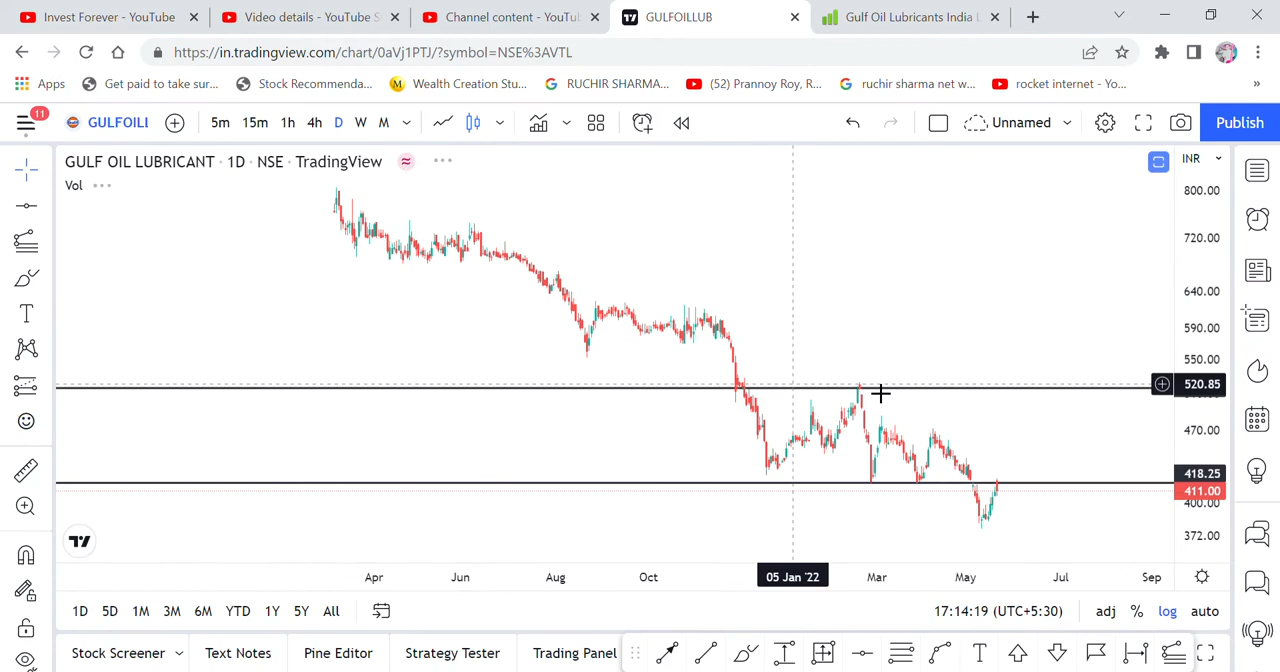 Invest Forever - YouTube
Video details - YouTube S
Channel content - YouTu
GULFOILLUB
Gulf Oil Lubricants India L
https://in.tradingview.com/chart/0aVj1PTJ/?symbol=NSE%3AVTL
Apps
Get paid to take sur...
Stock Recommenda...
M
Wealth Creation Stu...
G
RUCHIR SHARMA...
(52) Prannoy Roy, R...
G
ruchir sharma net w...
rocket internet - Yo...
»
11
GULFOILI
5m
15m
1h
4h
D
W
M
Unnamed
Publish
GULF OIL LUBRICANT · 1D · NSE · TradingView
INR
Vol
800.00
720.00
640.00
590.00
550.00
520.85
470.00
418.25
411.00
400.00
372.00
Apr
Jun
Aug
Oct
05 Jan '22
Mar
May
Jul
Sep
1D
5D
1M
3M
6M
YTD
1Y
5Y
All
17:14:19 (UTC+5:30)
adj
%
log
auto
Stock Screener
Text Notes
Pine Editor
Strategy Tester
Trading Panel